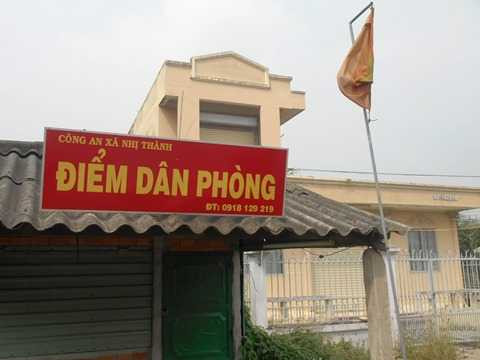 CÔNG AN XÃ NHỊ THÀNH
ĐIỂM DÂN PHÒNG
ĐT: 0918 129 219